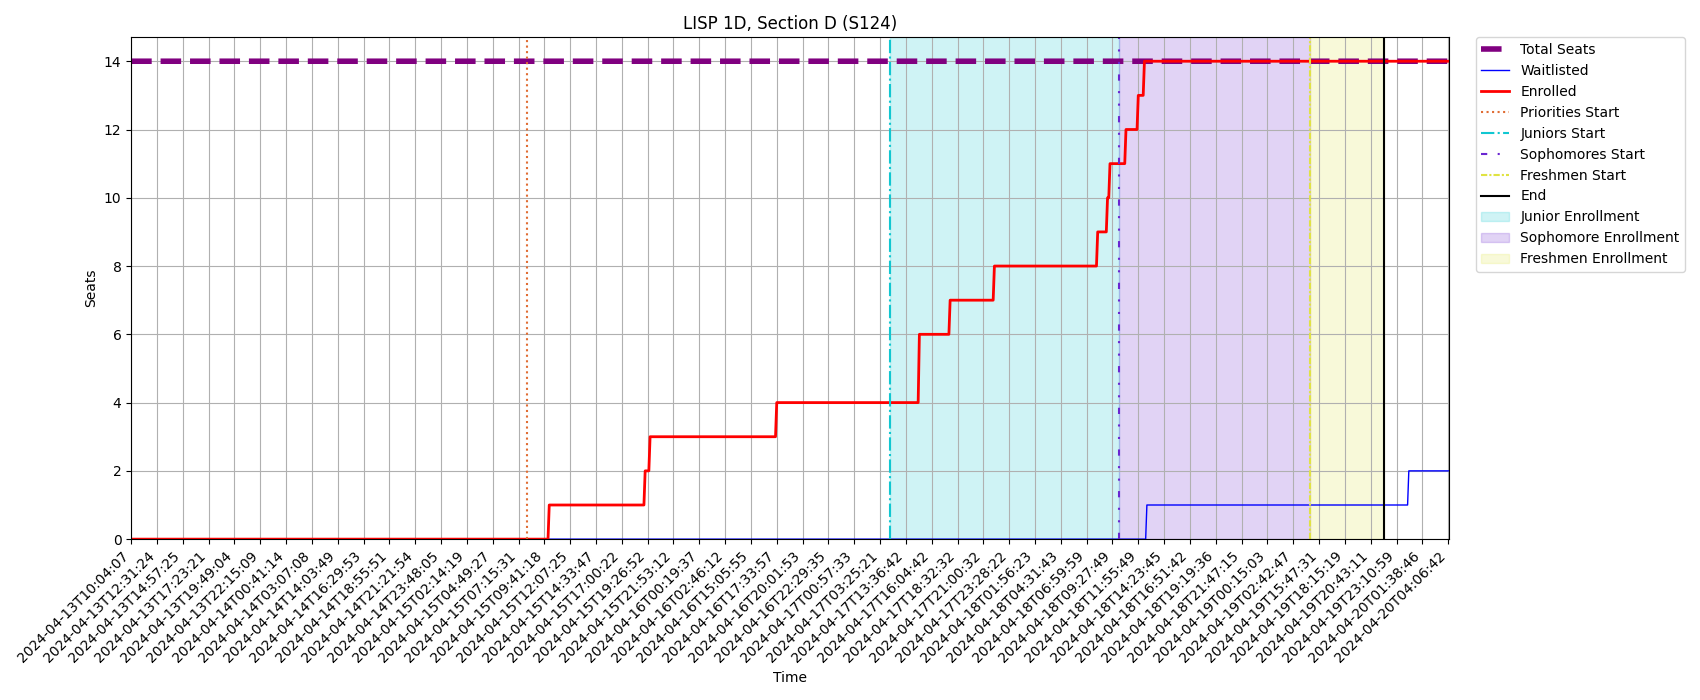 LISP 1D, Section D (S124)
Seats
14
12
10
8
6
4
2
0
2024-04-13T10:04:07
2024-04-13T12:31:24
2024-04-13T14:57:25
2024-04-13T17:23:21
2024-04-13T19:49:04
2024-04-13T22:15:09
2024-04-14T00:41:14
2024-04-14T03:07:08
2024-04-14T14:03:49
2024-04-14T16:29:53
2024-04-14T18:55:51
2024-04-14T21:21:54
2024-04-14T23:48:05
2024-04-15T02:14:19
2024-04-15T04:49:27
2024-04-15T07:15:31
2024-04-15T09:41:18
2024-04-15T12:07:25
2024-04-15T14:33:47
2024-04-15T17:00:22
2024-04-15T19:26:52
2024-04-15T21:53:12
2024-04-16T00:19:37
2024-04-16T02:46:12
2024-04-16T15:05:55
2024-04-16T17:33:57
2024-04-16T20:01:53
2024-04-16T22:29:35
2024-04-17T00:57:33
2024-04-17T03:25:21
2024-04-17T13:36:42
2024-04-17T16:04:42
2024-04-17T18:32:32
2024-04-17T21:00:32
2024-04-17T23:28:22
2024-04-18T01:56:23
2024-04-18T04:31:43
2024-04-18T06:59:59
2024-04-18T09:27:49
2024-04-18T11:55:49
2024-04-18T14:23:45
2024-04-18T16:51:42
2024-04-18T19:19:36
2024-04-18T21:47:15
2024-04-19T00:15:03
2024-04-19T02:42:47
2024-04-19T15:47:31
2024-04-19T18:15:19
2024-04-19T20:43:11
2024-04-19T23:10:59
2024-04-20T01:38:46
2024-04-20T04:06:42
Time
Total Seats
Waitlisted
Enrolled
Priorities Start
Juniors Start
Sophomores Start
Freshmen Start
End
Junior Enrollment
Sophomore Enrollment
Freshmen Enrollment